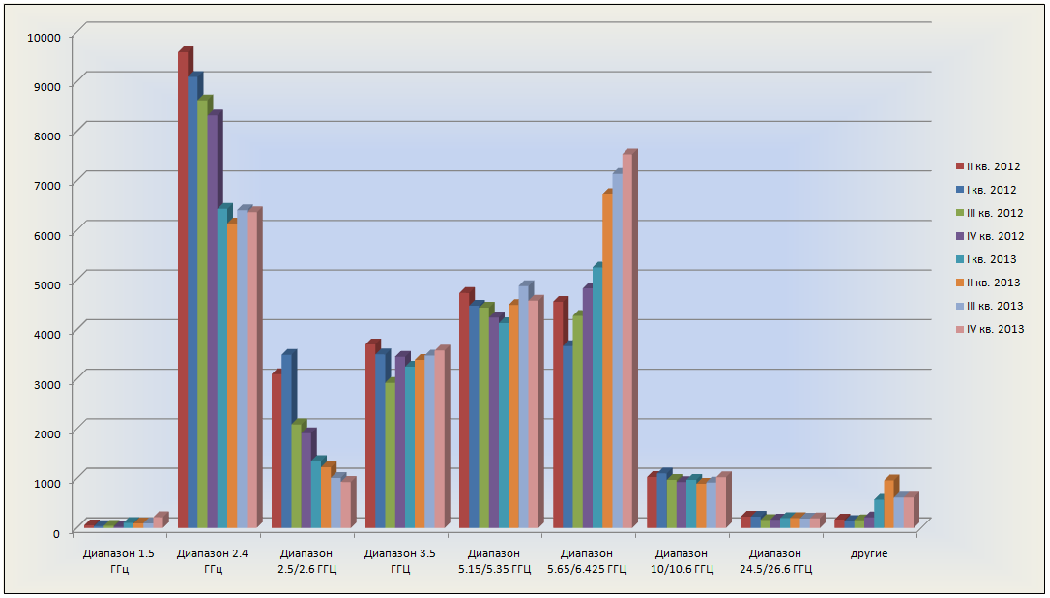 10000
9000
8000
7000
6000
5000
4000
3000
2000
1000
0
Диапазон 1.5
ГГц
Диапазон 2.4
ГГц
Диапазон
2.5/2.6 ГГЦ
Диапазон 3.5
ГГЦ
Диапазон
5.15/5.35 ГГЦ
Диапазон
5.65/6.425 ГГЦ
Диапазон
10/10.6 ГГЦ
Диапазон
24.5/26.6 ГГЦ
другие
II кв. 2012
I кв. 2012
III кв. 2012
IV кв. 2012
I кв. 2013
II кв. 2013
III кв. 2013
IV кв. 2013